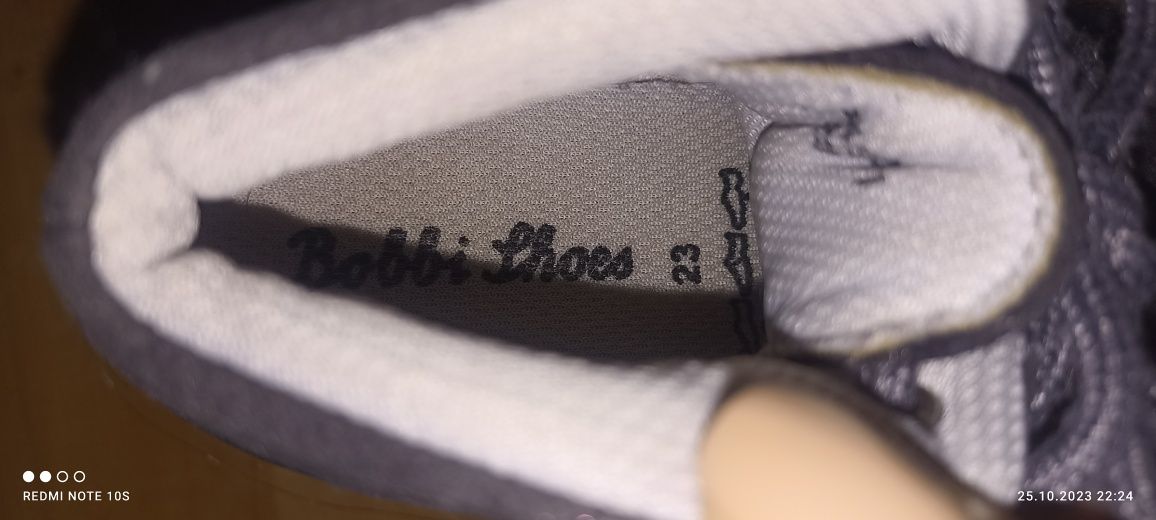 Bobbi Shoes
23
REDMI NOTE 10S
25.10.2023 22:24